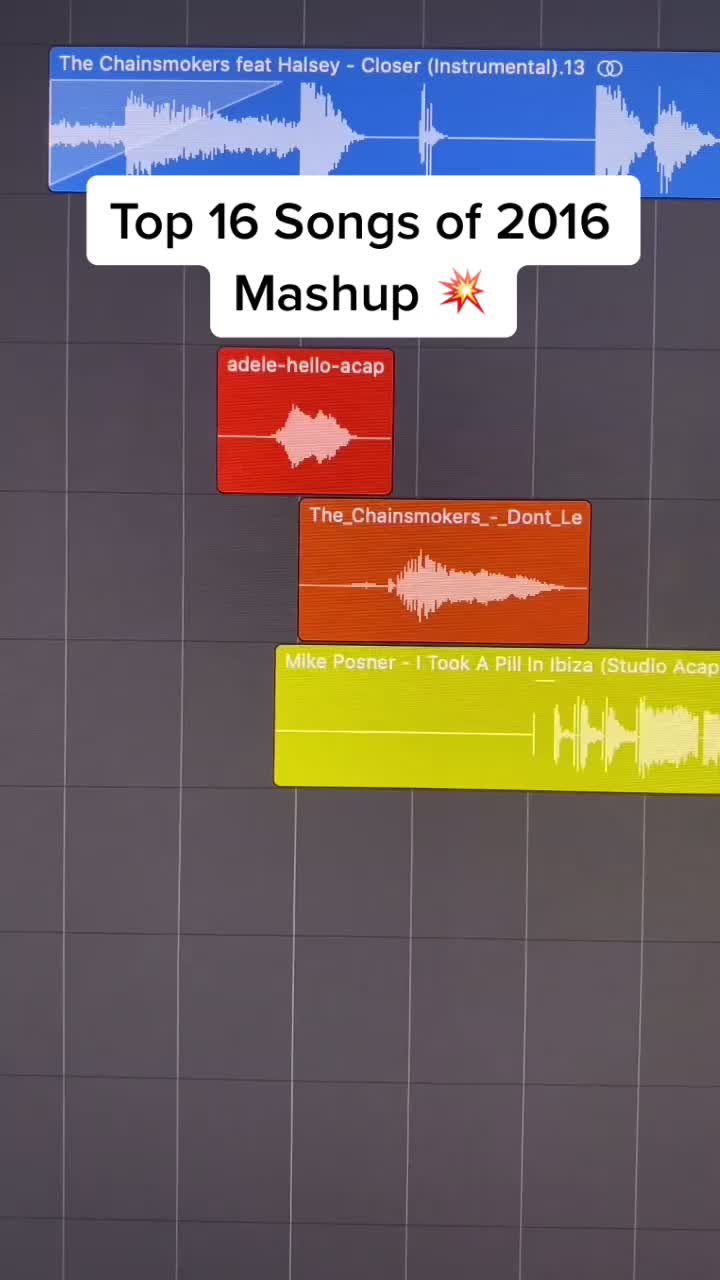 The Chainsmokers feat Halsey - Closer (Instrumental).13
Top 16 Songs of 2016
Mashup 💥
adele-hello-acap
The_Chainsmokers_-_Dont_Le
Mike Posner - I Took A Pill In Ibiza (Studio Acap